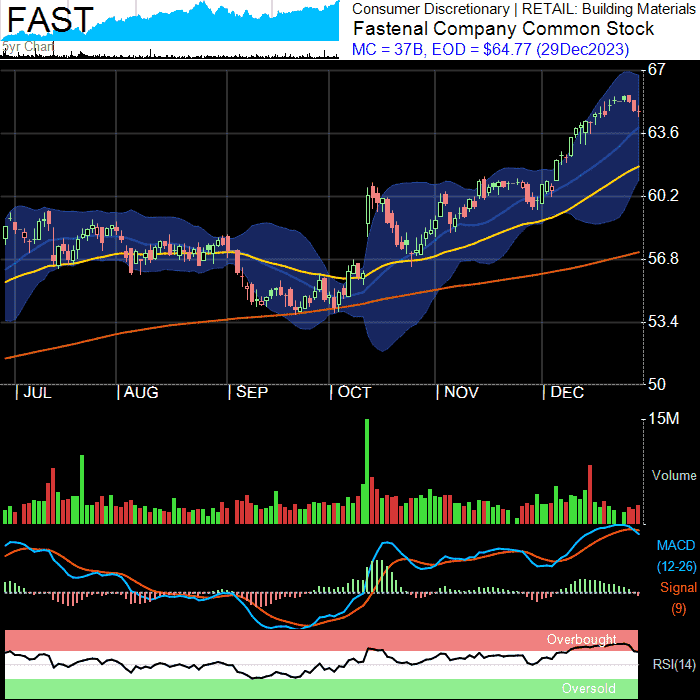 FAST
5yr Chart
Consumer Discretionary | RETAIL: Building Materials
Fastenal Company Common Stock
MC = 37B, EOD = $64.77 (29Dec2023)
67
63.6
60.2
56.8
53.4
50
|JUL |AUG |SEP |OCT |NOV |DEC
15M
Volume
MACD
(12-26)
Signal
(9)
Overbought
RSI(14)
Oversold